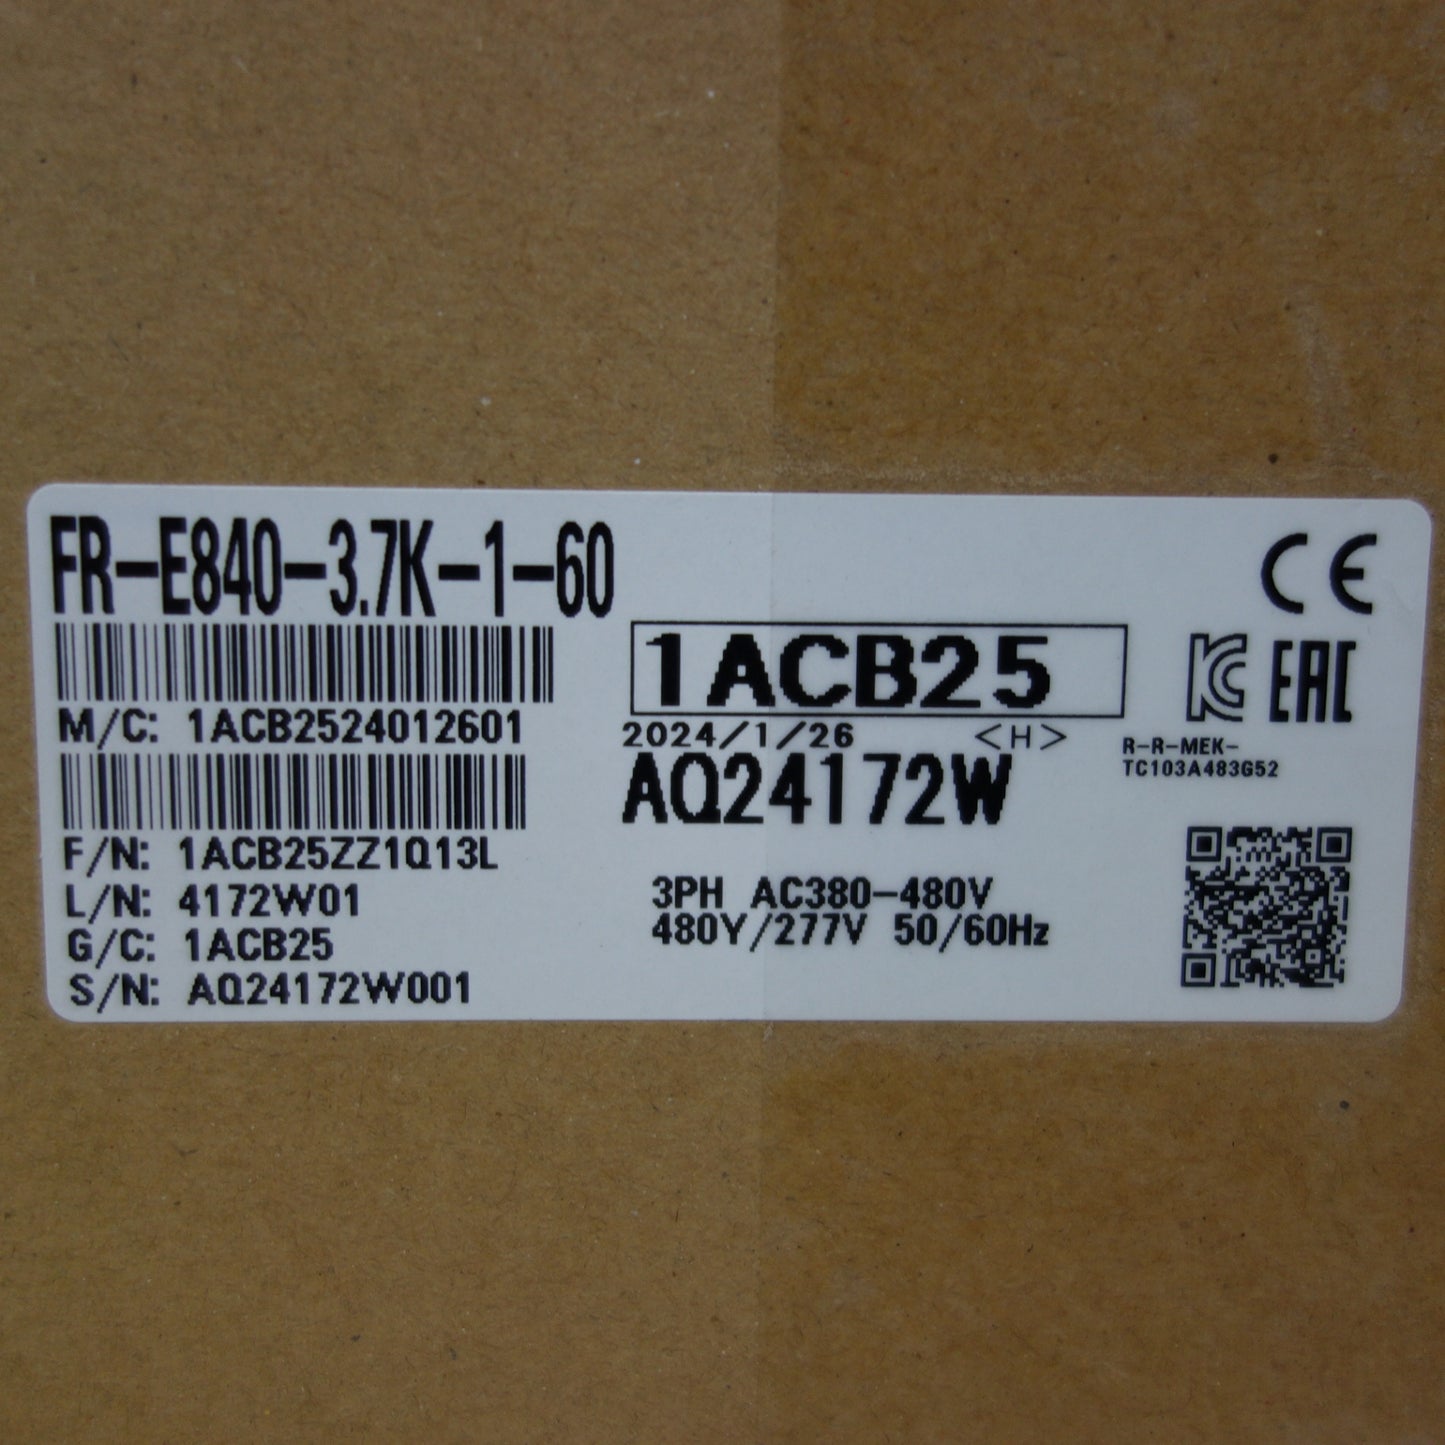 FR-E840-3.7K-1-60
CE
1ACB25
KC EAC
M/C: 1ACB2524012601
2024/1/26 <H>
R-R-MEK-
TC103A483G52
AQ24172W
F/N: 1ACB25ZZ1Q13L
L/N: 4172W01
G/C: 1ACB25
S/N: AQ24172W001
3PH AC380-480V
480Y/277V 50/60Hz